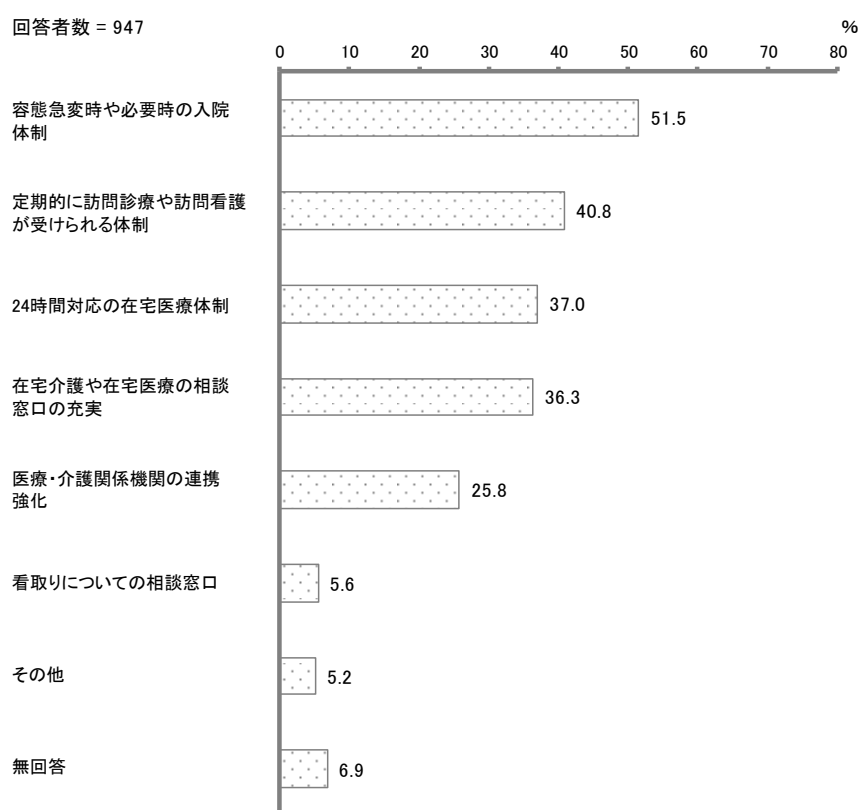 回答者数 = 947
%
0 10 20 30 40 50 60 70 80
容態急変時や必要時の入院
体制
51.5
定期的に訪問診療や訪問看護
が受けられる体制
40.8
24時間対応の在宅医療体制
37.0
在宅介護や在宅医療の相談
窓口の充実
36.3
医療・介護関係機関の連携
強化
25.8
看取りについての相談窓口
5.6
その他
5.2
無回答
6.9